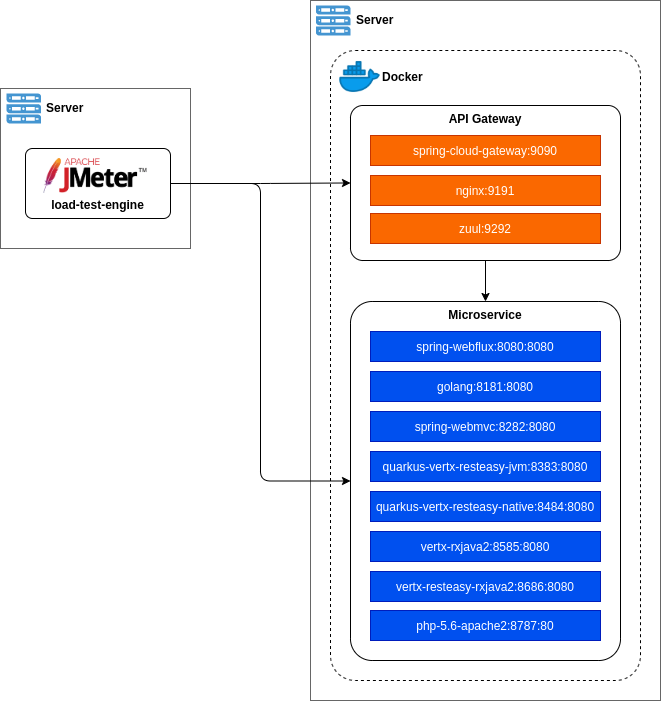 Server
Docker
Server
APACHE
JMeter™
load-test-engine
API Gateway
spring-cloud-gateway:9090
nginx:9191
zuul:9292
Microservice
spring-webflux:8080:8080
golang:8181:8080
spring-webmvc:8282:8080
quarkus-vertx-resteasy-jvm:8383:8080
quarkus-vertx-resteasy-native:8484:8080
vertx-rxjava2:8585:8080
vertx-resteasy-rxjava2:8686:8080
php-5.6-apache2:8787:80